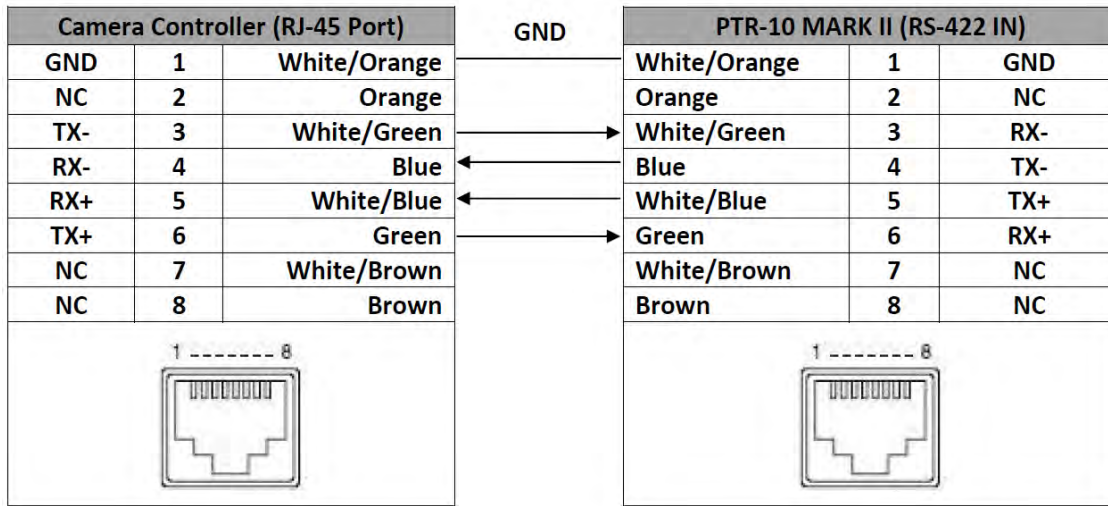 Camera Controller (RJ-45 Port) GND PTR-10 MARK II (RS-422 IN)
GND 1 White/Orange White/Orange 1 GND
NC 2 Orange Orange 2 NC
TX- 3 White/Green White/Green 3 RX-
RX- 4 Blue Blue 4 TX-
RX+ 5 White/Blue White/Blue 5 TX+
TX+ 6 Green Green 6 RX+
NC 7 White/Brown White/Brown 7 NC
NC 8 Brown Brown 8 NC
1 ------- 8 1 ------- 8